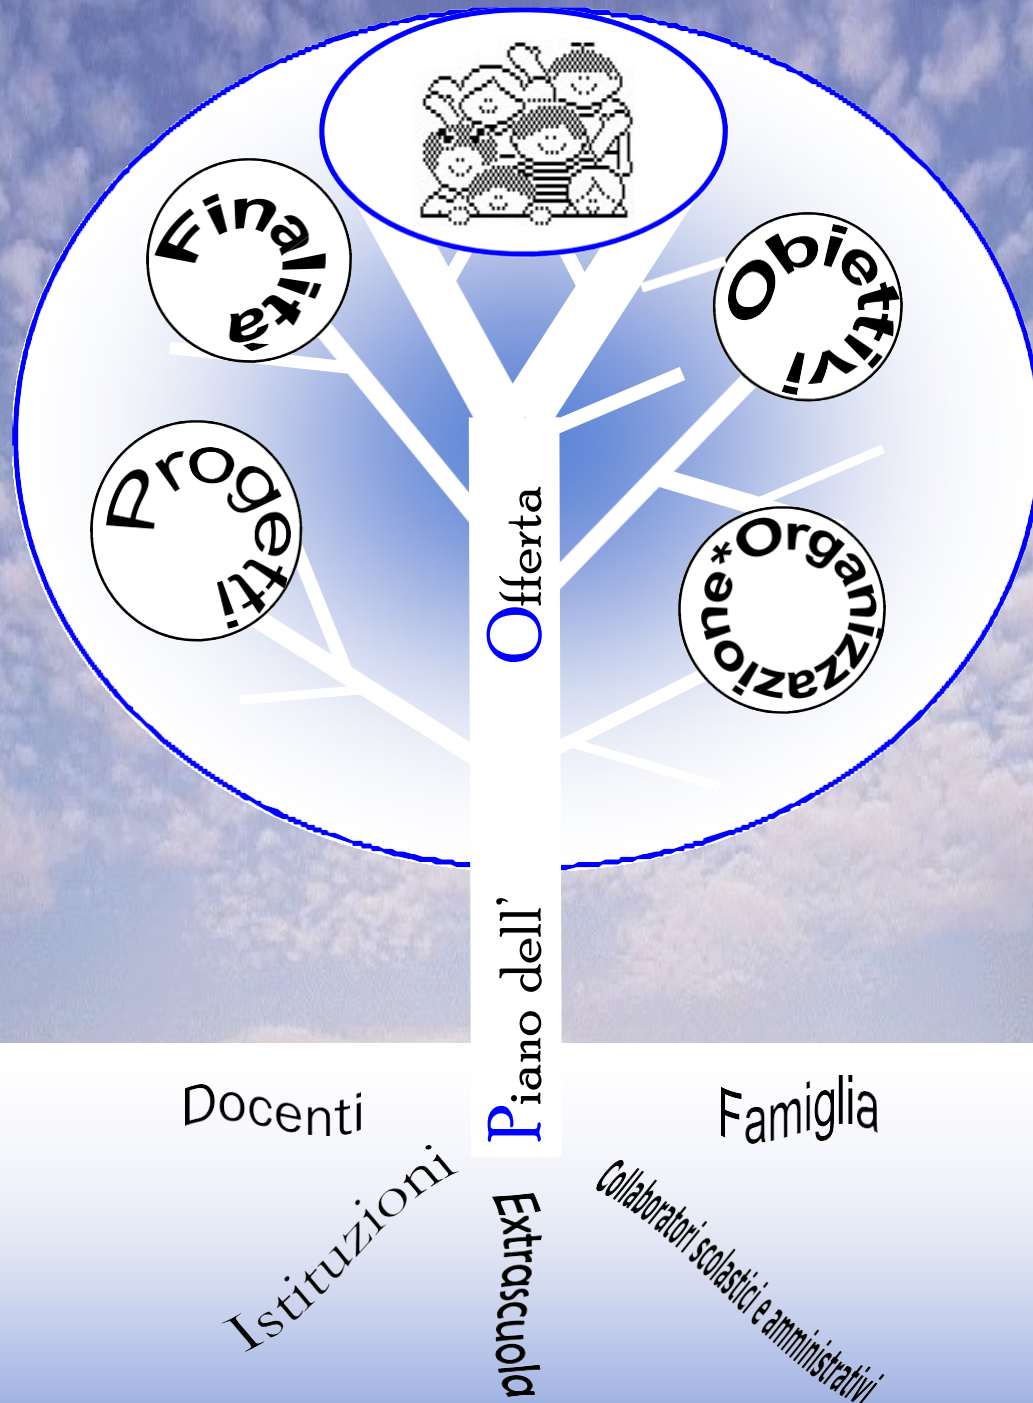 Finalità
Obiettivi
Progetti
Organizzazione*
Piano dell' Offerta
Docenti
Famiglia
Istituzioni
Extrascuola
Collaboratori scolastici e amministrativi